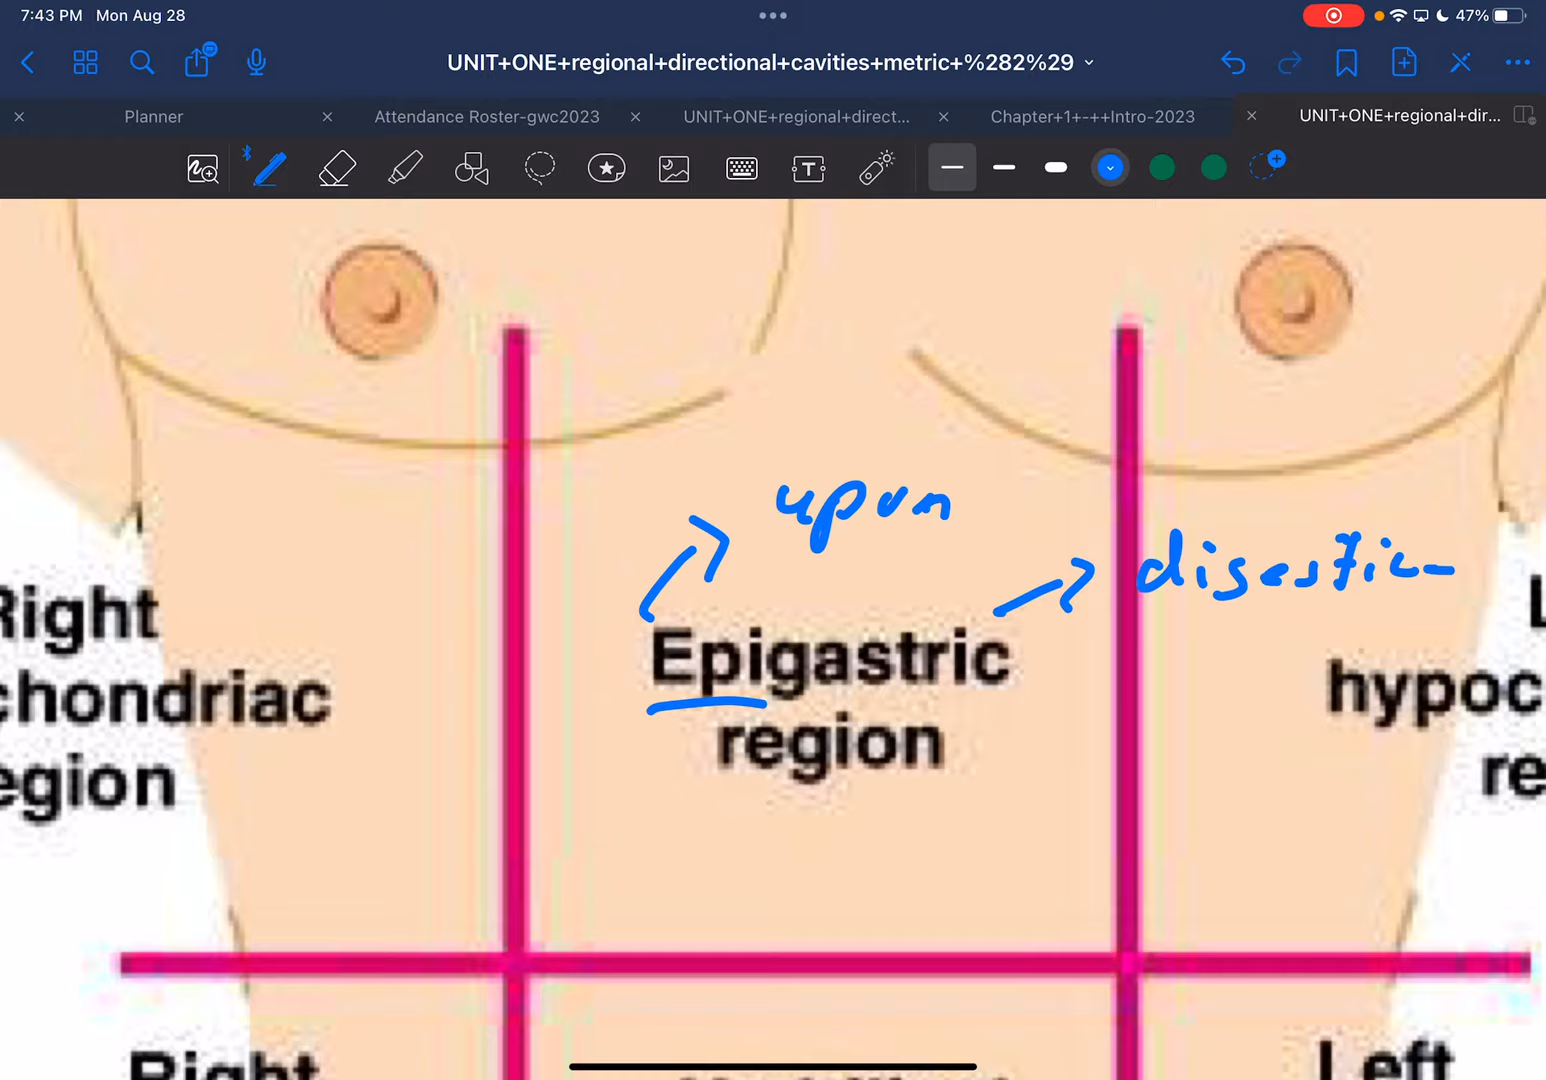 7:43 PM Mon Aug 28
47%
UNIT+ONE+regional+directional+cavities+metric+%282%29
Planner
Attendance Roster-gwc2023
UNIT+ONE+regional+direct...
Chapter+1+-++Intro-2023
UNIT+ONE+regional+dir...
T
upon
digestion
Right
chondriac
egion
Epigastric
region
L
hypoc
re
Right
Left